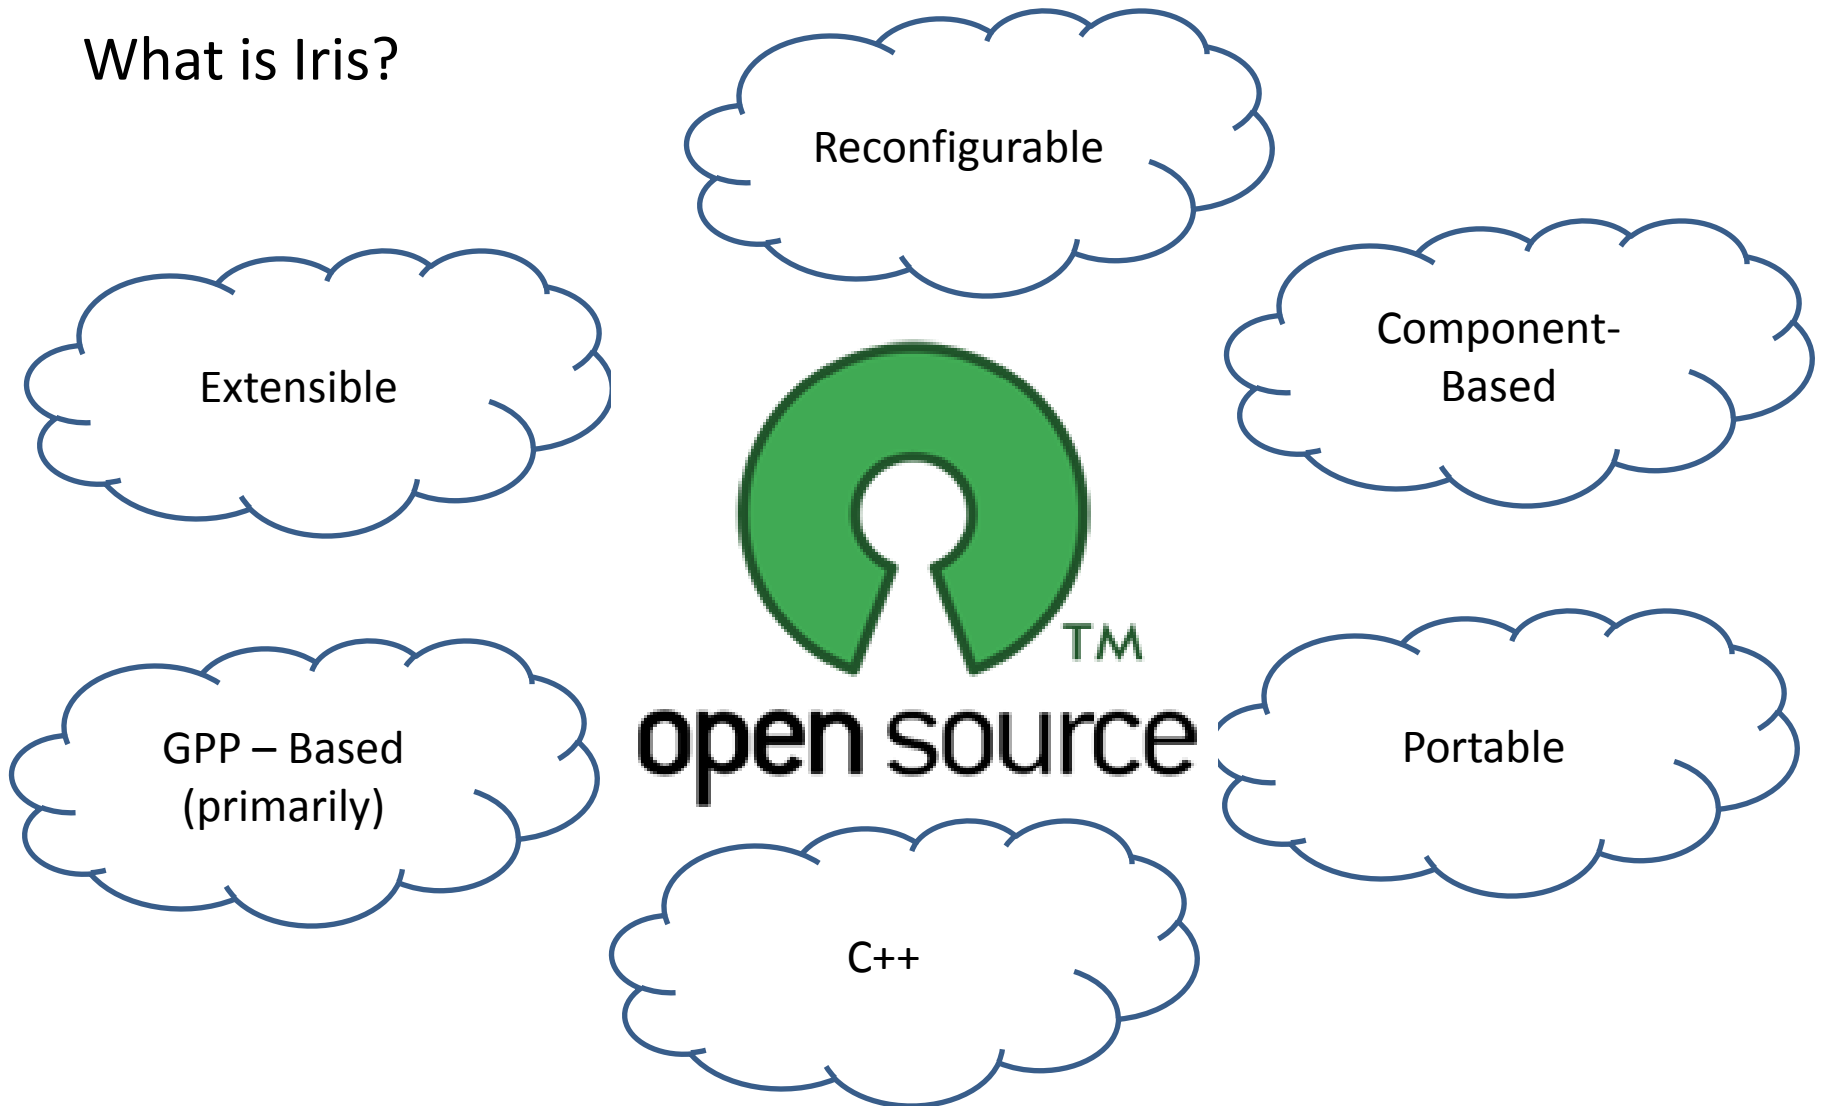 What is Iris?
Reconfigurable
Extensible
Component-
Based
TM
open source
GPP – Based
(primarily)
Portable
C++